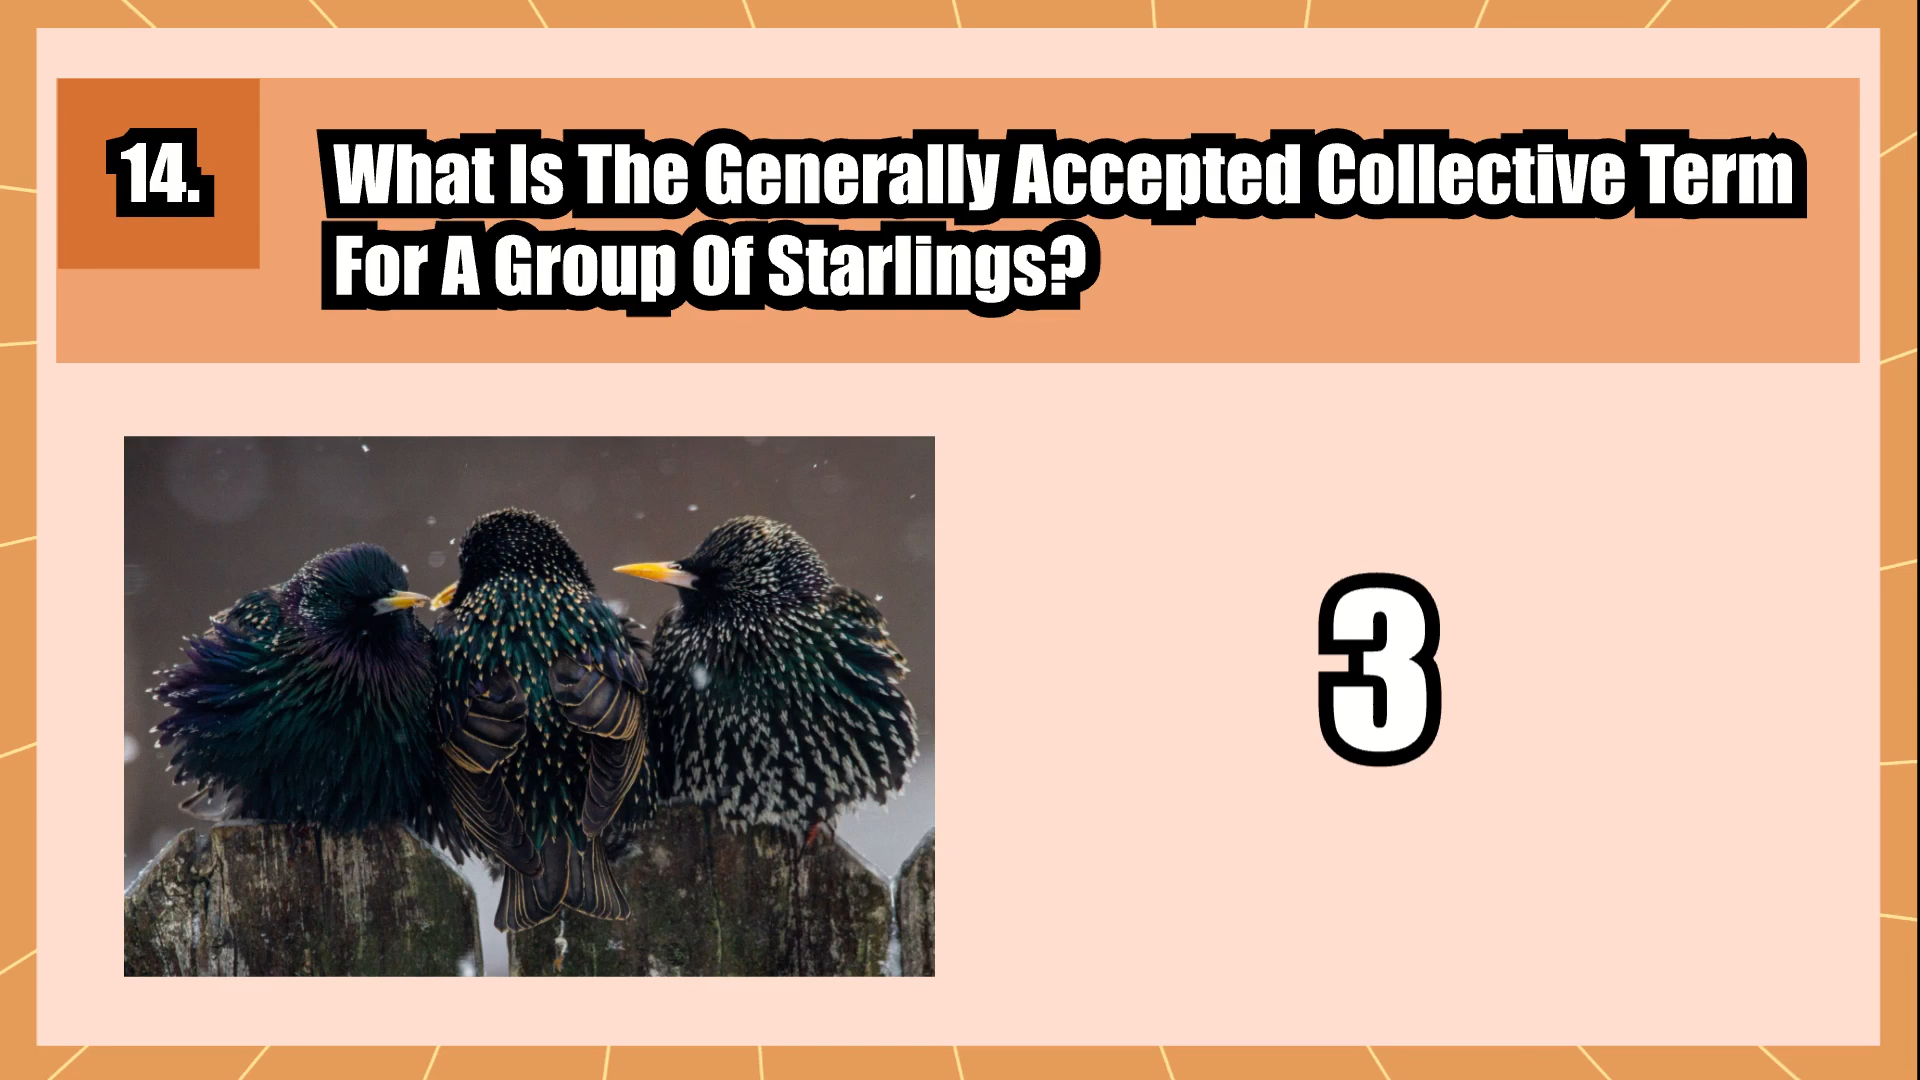 14.
What Is The Generally Accepted Collective Term
For A Group Of Starlings?
3